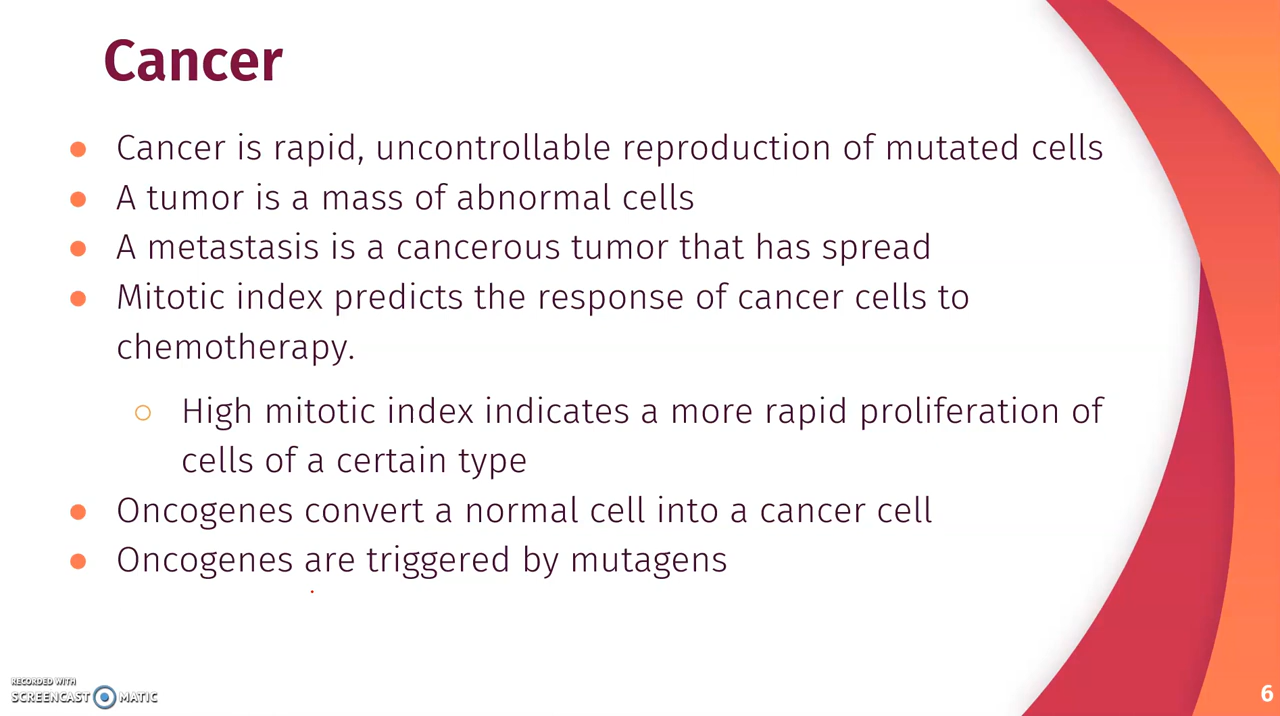 Cancer
● Cancer is rapid, uncontrollable reproduction of mutated cells
● A tumor is a mass of abnormal cells
● A metastasis is a cancerous tumor that has spread
● Mitotic index predicts the response of cancer cells to
chemotherapy.
○ High mitotic index indicates a more rapid proliferation of
cells of a certain type
● Oncogenes convert a normal cell into a cancer cell
● Oncogenes are triggered by mutagens
RECORDED WITH
SCREENCAST MATIC
6